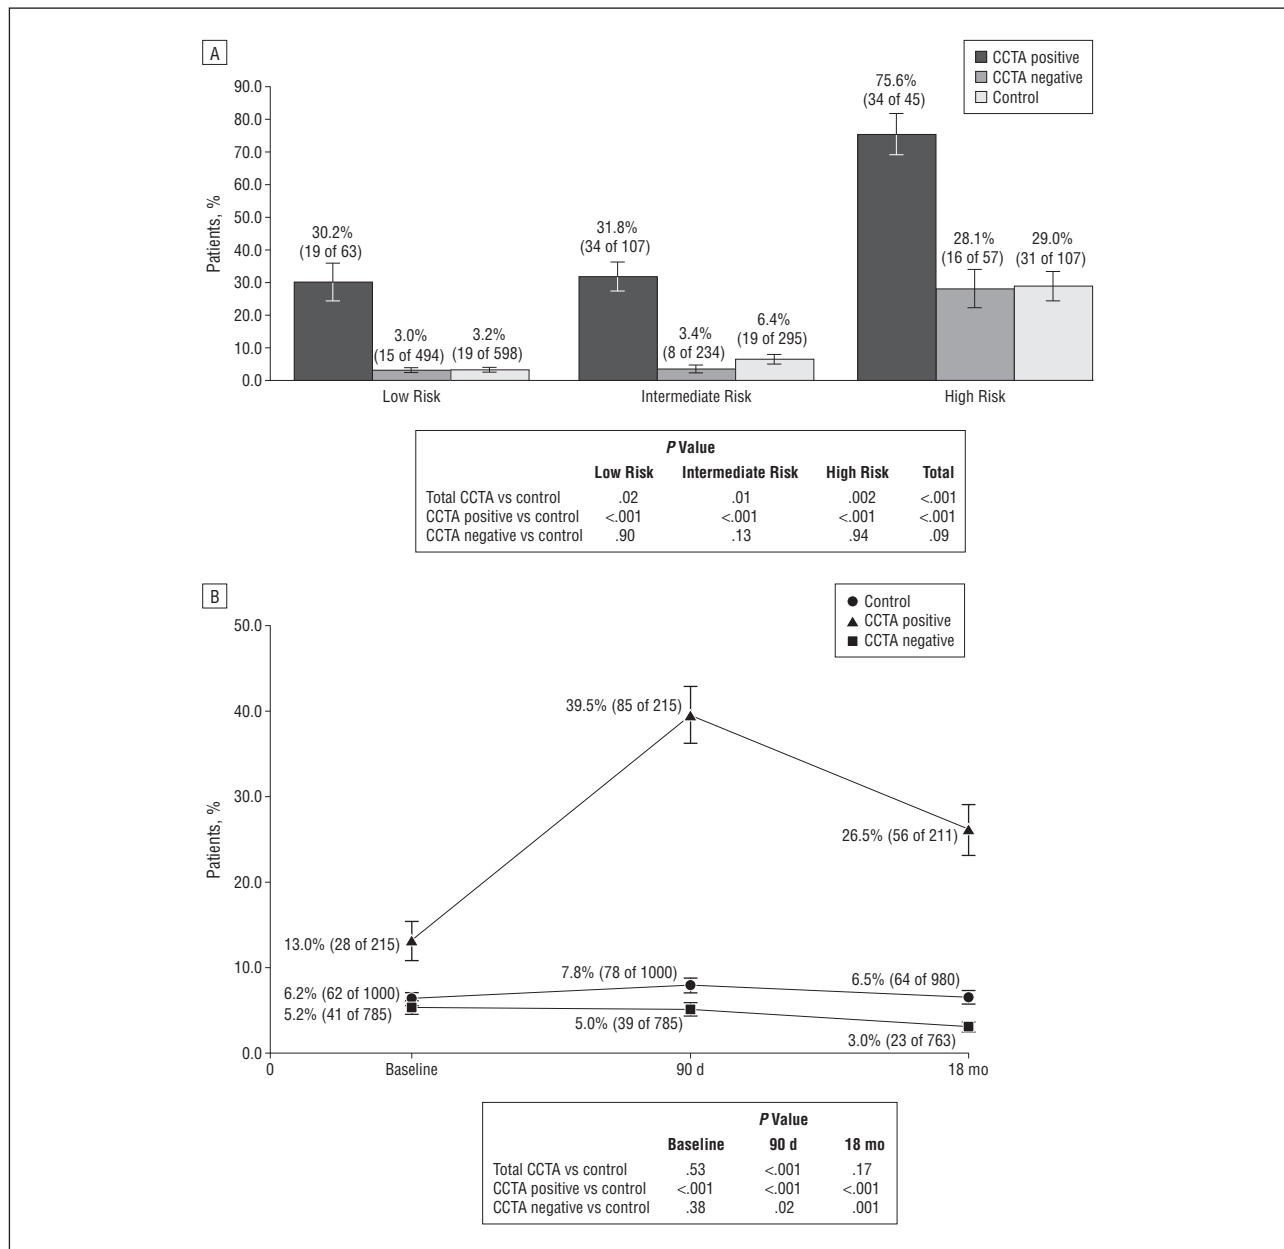 A
CCTA positive
CCTA negative
Control
Patients, %
90.0
80.0
70.0
60.0
50.0
40.0
30.0
20.0
10.0
0.0
30.2%
(19 of 63)
3.0%
(15 of 494)
3.2%
(19 of 598)
31.8%
(34 of 107)
3.4%
(8 of 234)
6.4%
(19 of 295)
75.6%
(34 of 45)
28.1%
(16 of 57)
29.0%
(31 of 107)
Low Risk Intermediate Risk High Risk
P Value
Low Risk Intermediate Risk High Risk Total
Total CCTA vs control .02 .01 .002 <.001
CCTA positive vs control <.001 <.001 <.001 <.001
CCTA negative vs control .90 .13 .94 .09
B
Control
CCTA positive
CCTA negative
Patients, %
50.0
40.0
30.0
20.0
10.0
0.0
39.5% (85 of 215)
26.5% (56 of 211)
13.0% (28 of 215)
6.2% (62 of 1000)
5.2% (41 of 785)
7.8% (78 of 1000)
5.0% (39 of 785)
6.5% (64 of 980)
3.0% (23 of 763)
0 Baseline 90 d 18 mo
P Value
Baseline 90 d 18 mo
Total CCTA vs control .53 <.001 .17
CCTA positive vs control <.001 <.001 <.001
CCTA negative vs control .38 .02 .001